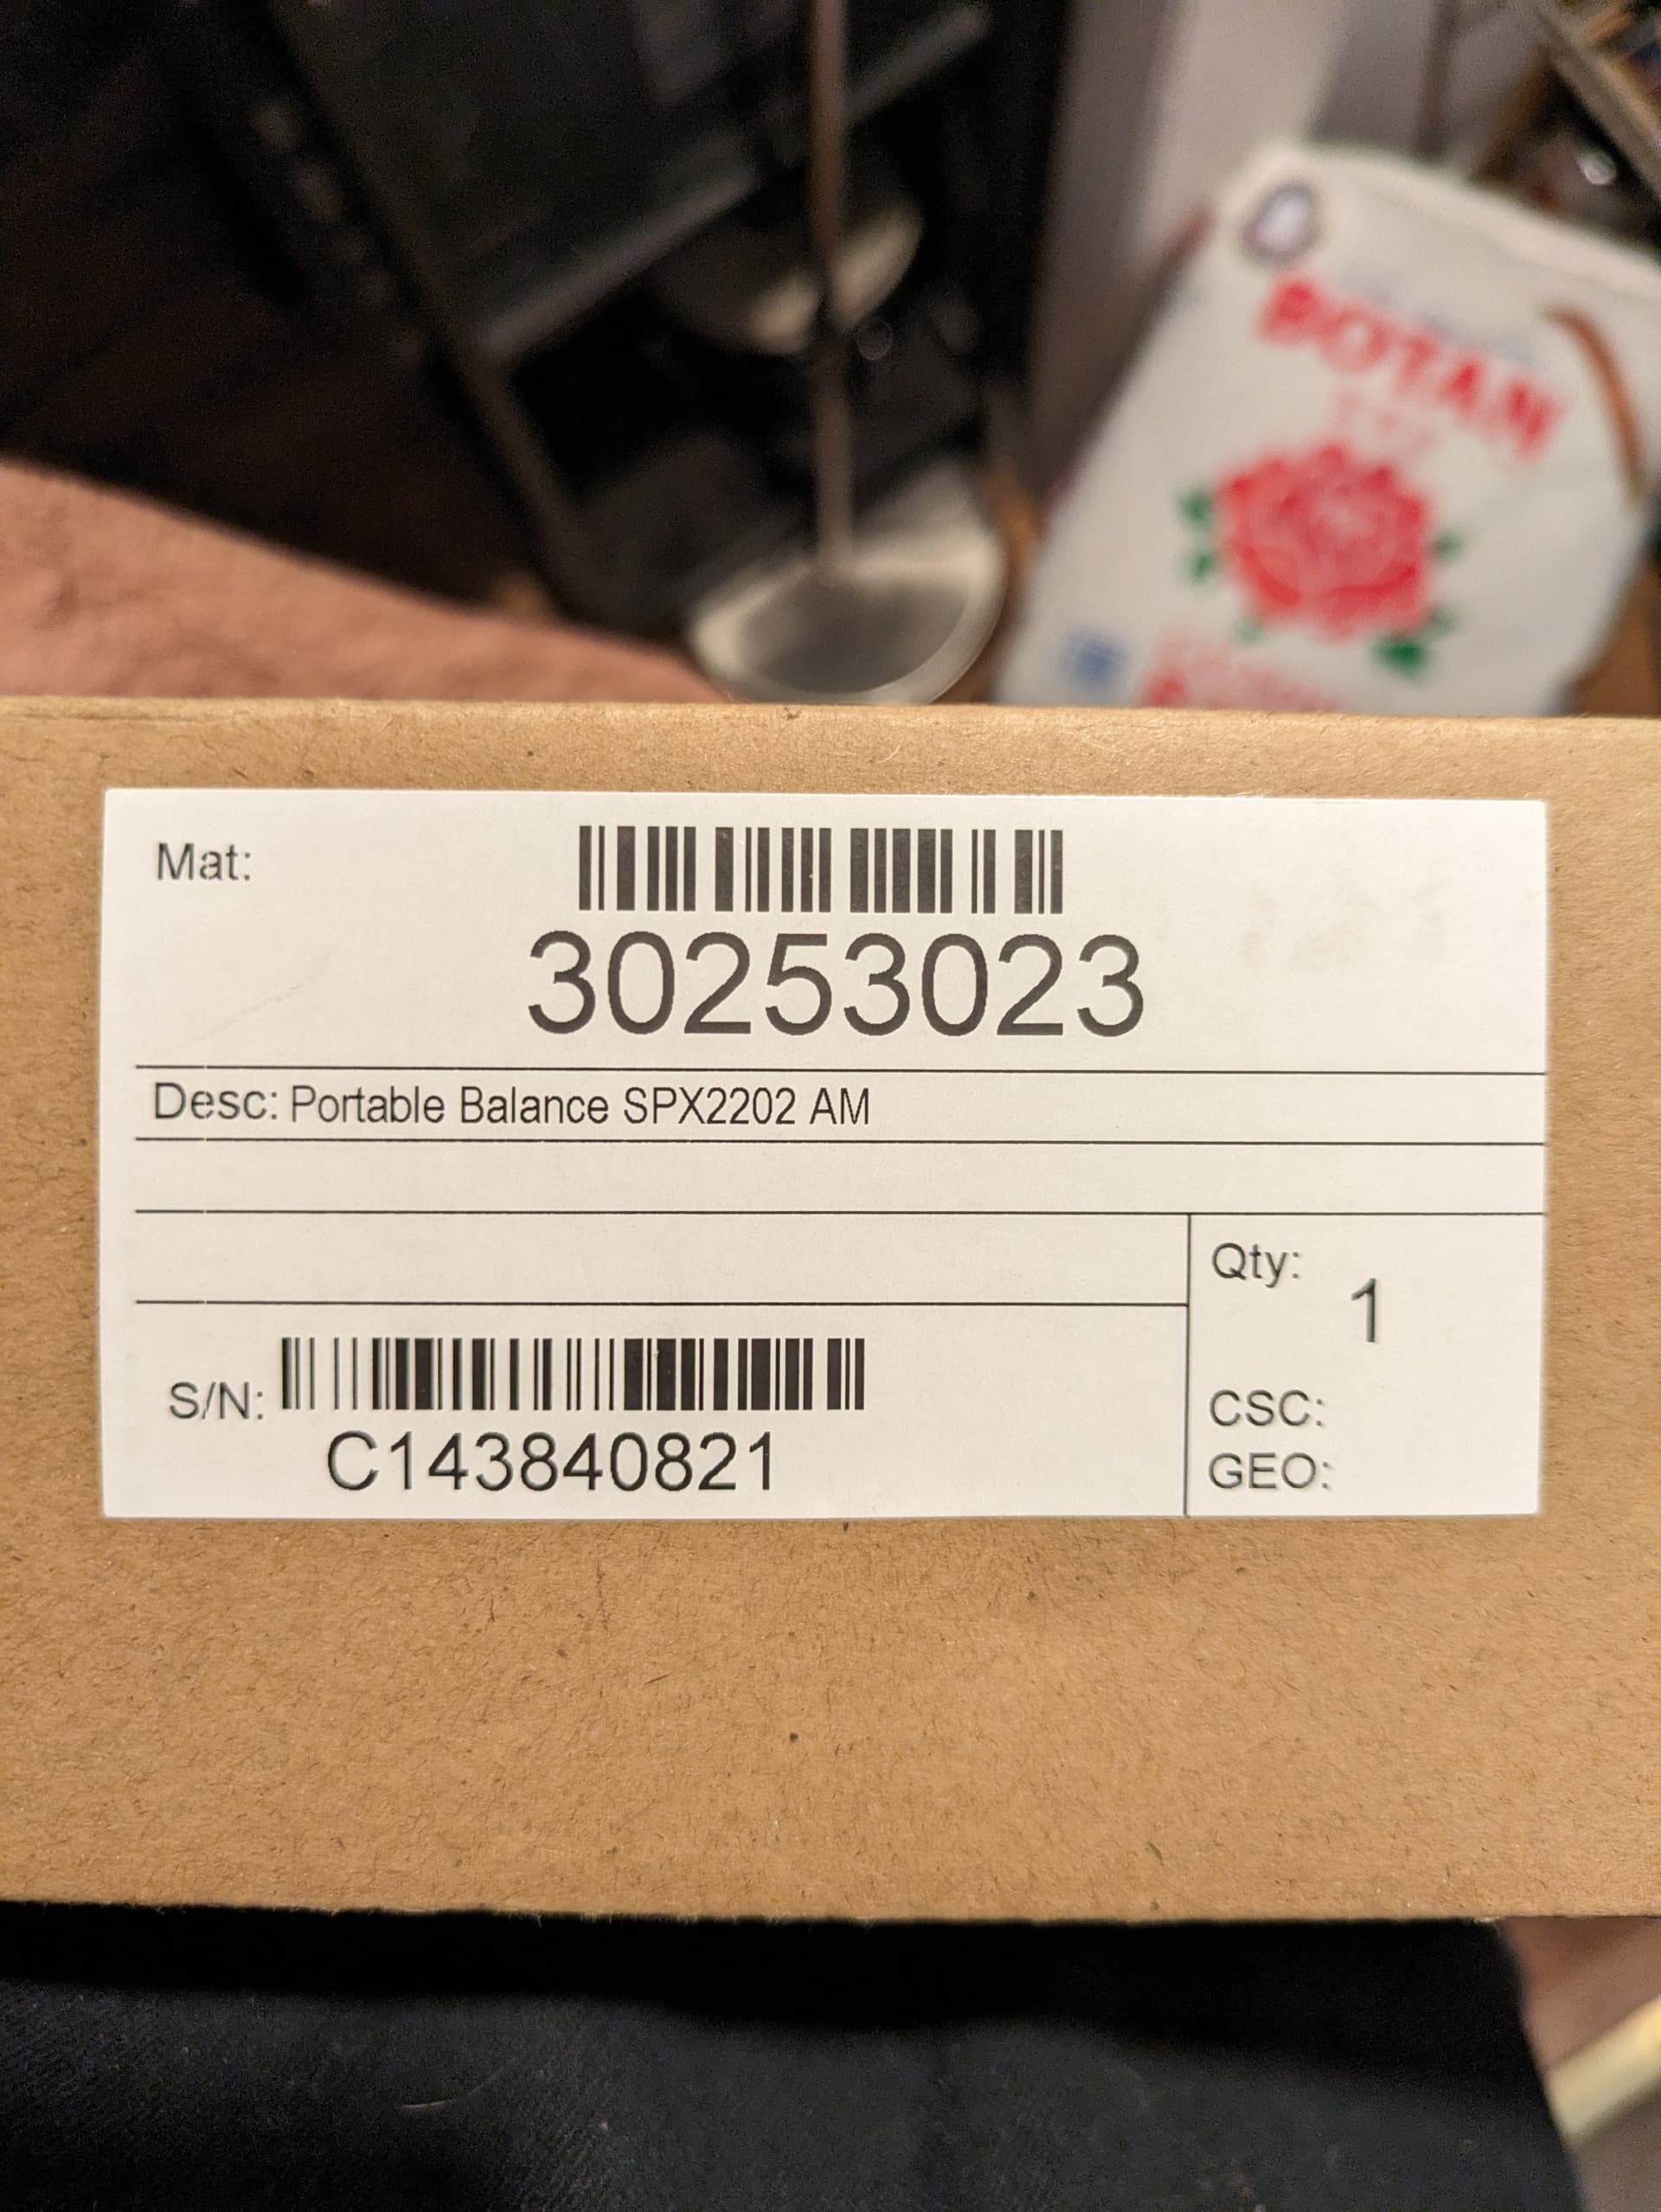 BOTAN
Mat:
30253023
Desc: Portable Balance SPX2202 AM
Qty:
1
S/N:
C143840821
CSC:
GEO: